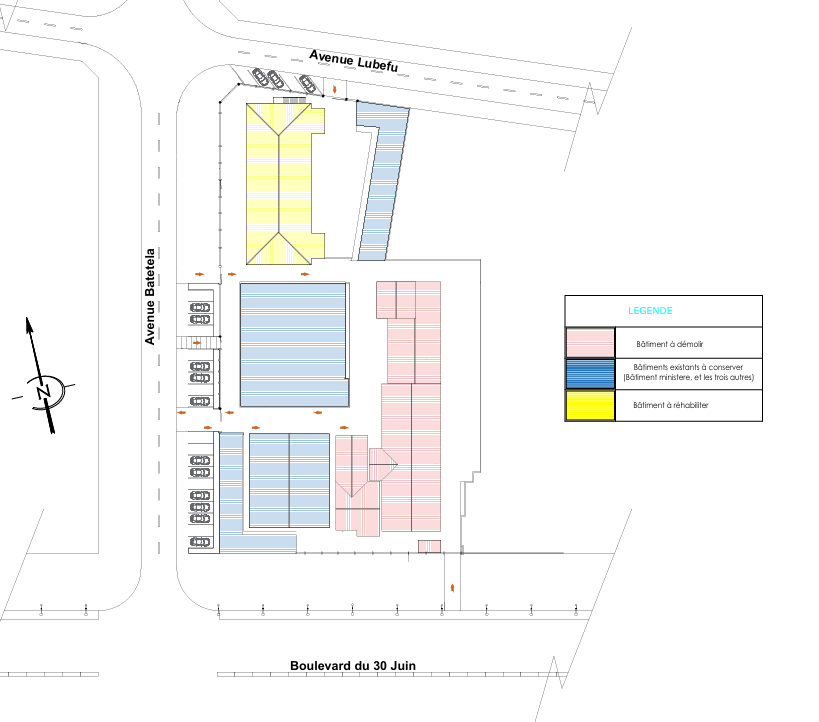 Avenue Lubefu
Avenue Batetela
N
LEGENDE
Bâtiment à démolir
Bâtiments existants à conserver
(Bâtiment ministere, et les trois autres)
Bâtiment à réhabiliter
Boulevard du 30 Juin